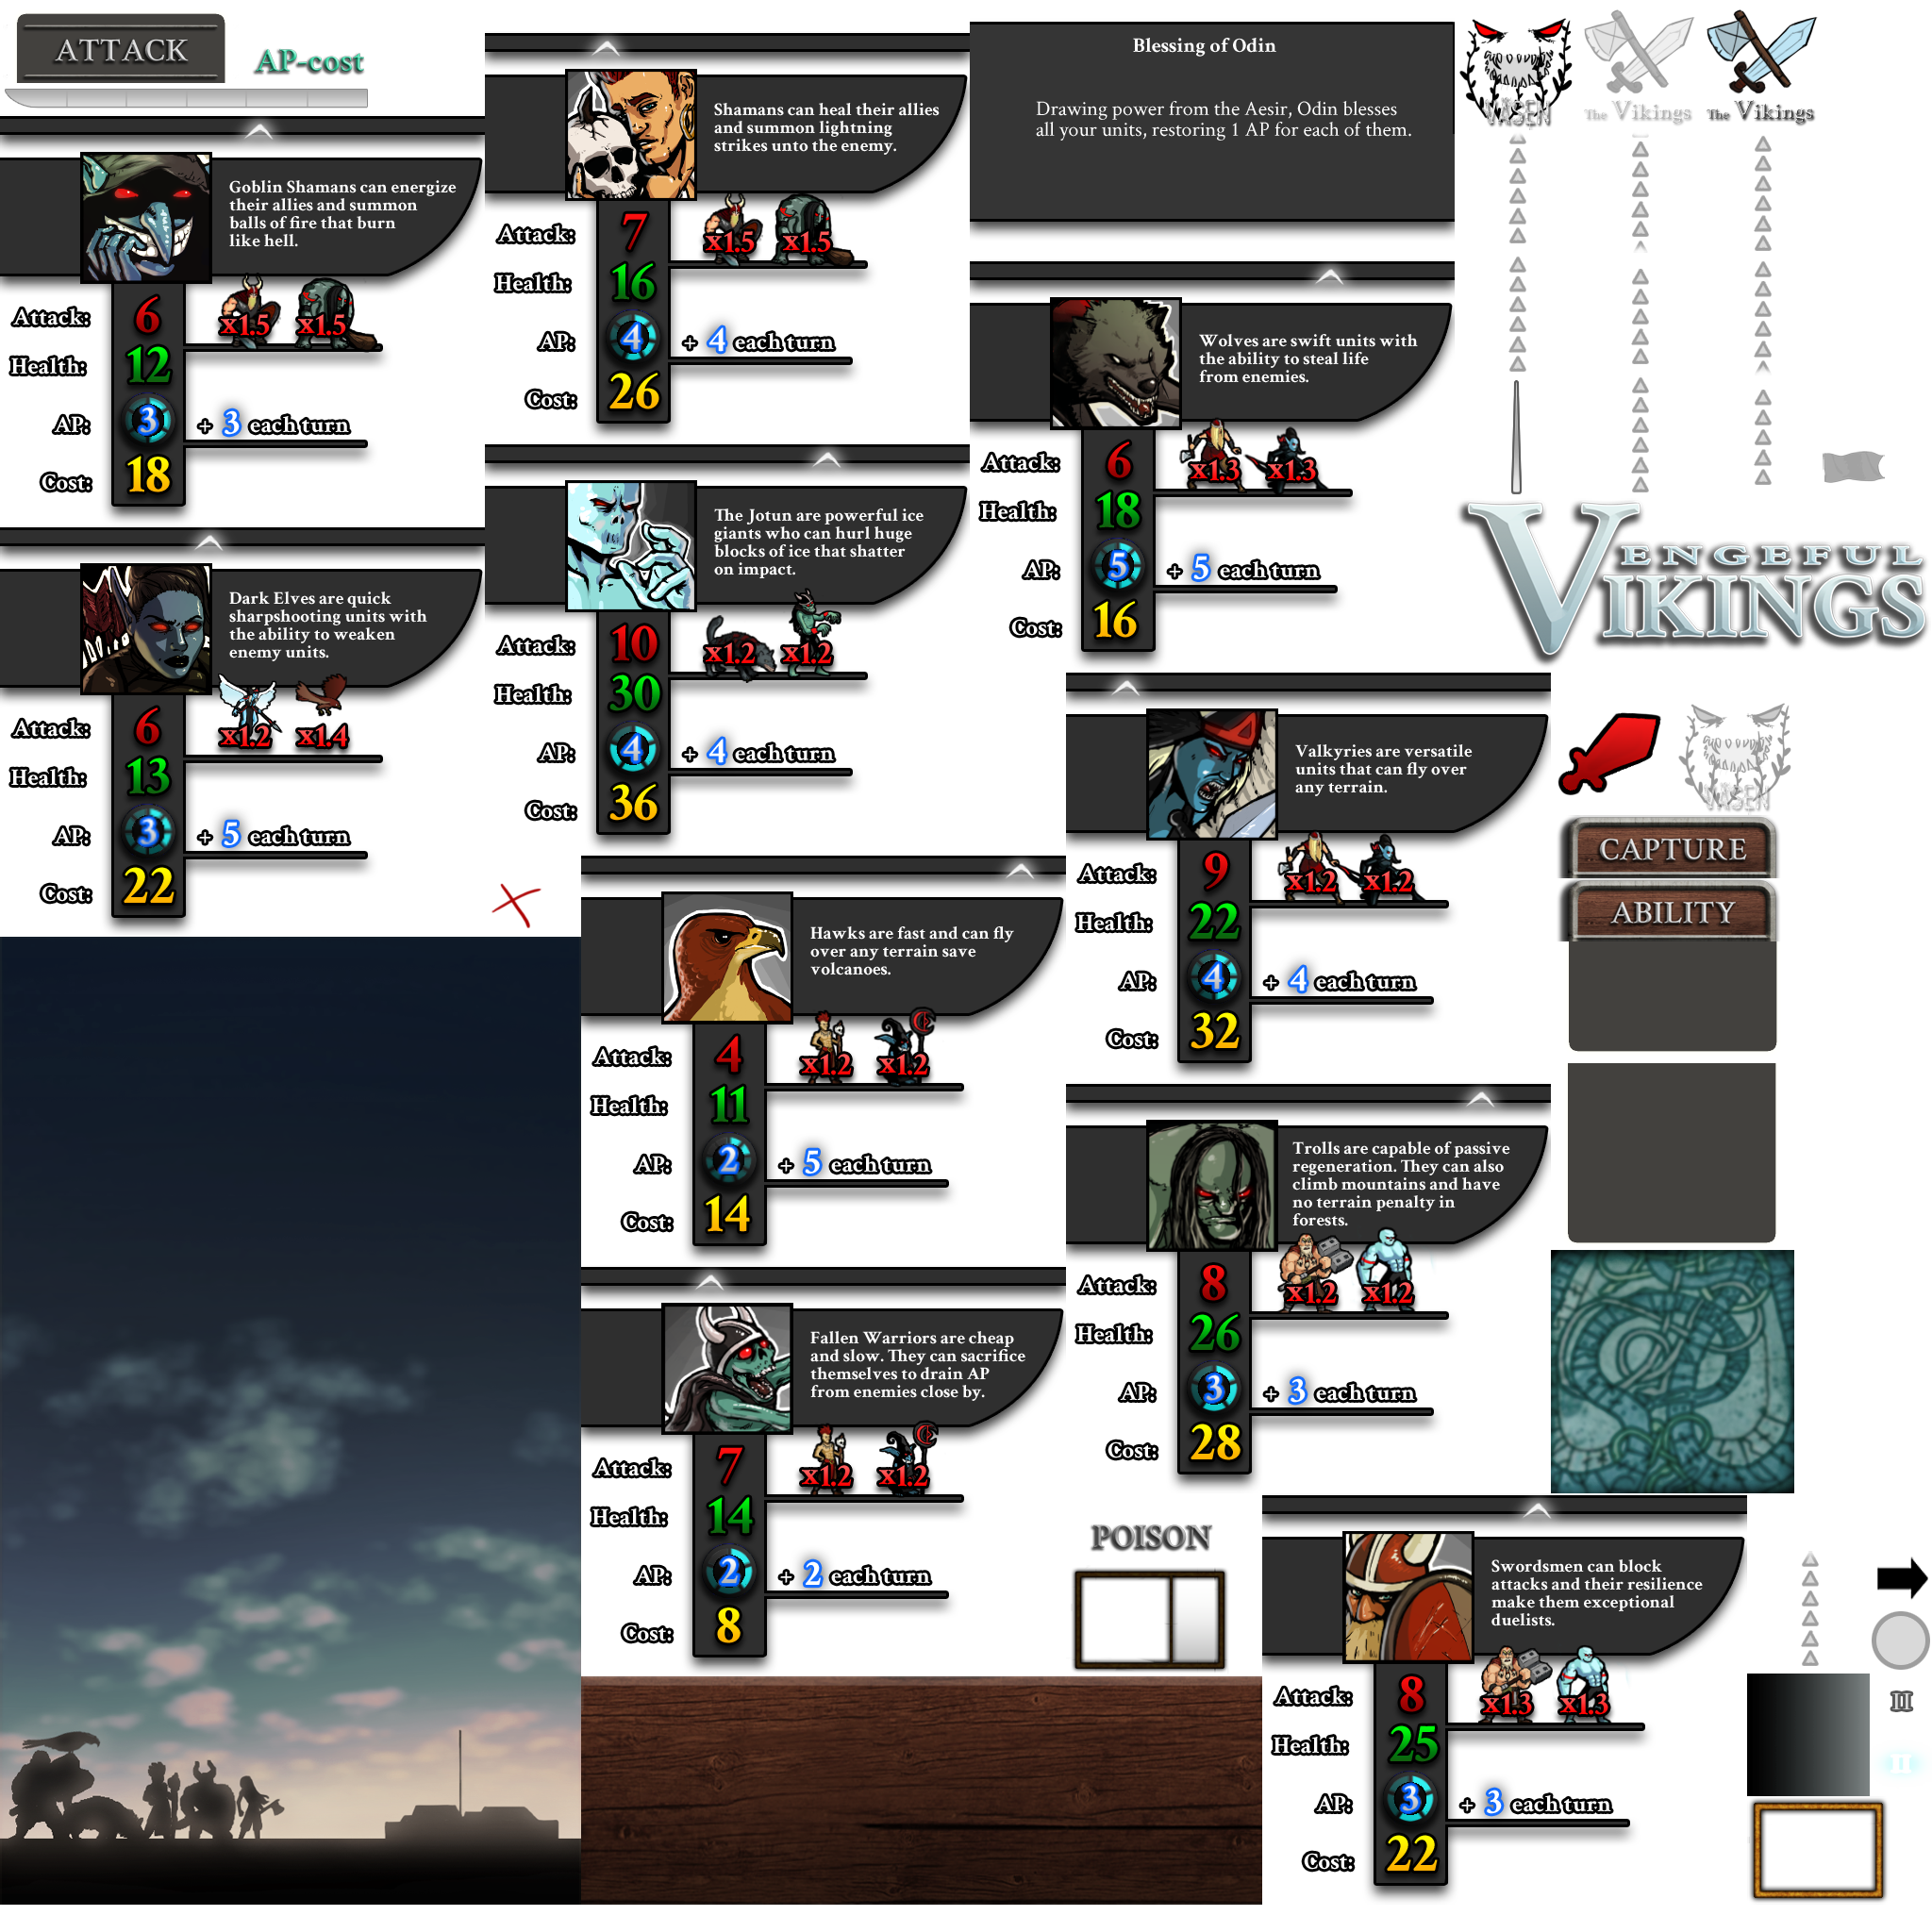 ATTACK
AP-cost
Goblin Shamans can energize
their allies and summon
balls of fire that burn
like hell.
Attack: 6
x1.5 x1.5
Health: 12
AP: 3 + 3 each turn
Cost: 18
Dark Elves are quick
sharpshooting units with
the ability to weaken
enemy units.
Attack: 6
x1.2 x1.4
Health: 13
AP: 3 + 5 each turn
Cost: 22
Shamans can heal their allies
and summon lightning
strikes unto the enemy.
Attack: 7
x1.5 x1.5
Health: 16
AP: 4 + 4 each turn
Cost: 26
The Jotun are powerful ice
giants who can hurl huge
blocks of ice that shatter
on impact.
Attack: 10
x1.2 x1.2
Health: 30
AP: 4 + 4 each turn
Cost: 36
Hawks are fast and can fly
over any terrain save
volcanoes.
Attack: 4
x1.2 x1.2
Health: 11
AP: 2 + 5 each turn
Cost: 14
Fallen Warriors are cheap
and slow. They can sacrifice
themselves to drain AP
from enemies close by.
Attack: 7
x1.2 x1.2
Health: 14
AP: 2 + 2 each turn
Cost: 8
Blessing of Odin
Drawing power from the Aesir, Odin blesses
all your units, restoring 1 AP for each of them.
Wolves are swift units with
the ability to steal life
from enemies.
Attack: 6
x1.3 x1.3
Health: 18
AP: 5 + 5 each turn
Cost: 16
Valkyries are versatile
units that can fly over
any terrain.
Attack: 9
x1.2 x1.2
Health: 22
AP: 4 + 4 each turn
Cost: 32
Trolls are capable of passive
regeneration. They can also
climb mountains and have
no terrain penalty in
forests.
Attack: 8
x1.2 x1.2
Health: 26
AP: 3 + 3 each turn
Cost: 28
POISON
Swordsmen can block
attacks and their resilience
make them exceptional
duelists.
Attack: 8
x1.3 x1.3
Health: 25
AP: 3 + 3 each turn
Cost: 22
The Vikings
The Vikings
VENGEFUL
VIKINGS
CAPTURE
ABILITY
II
II